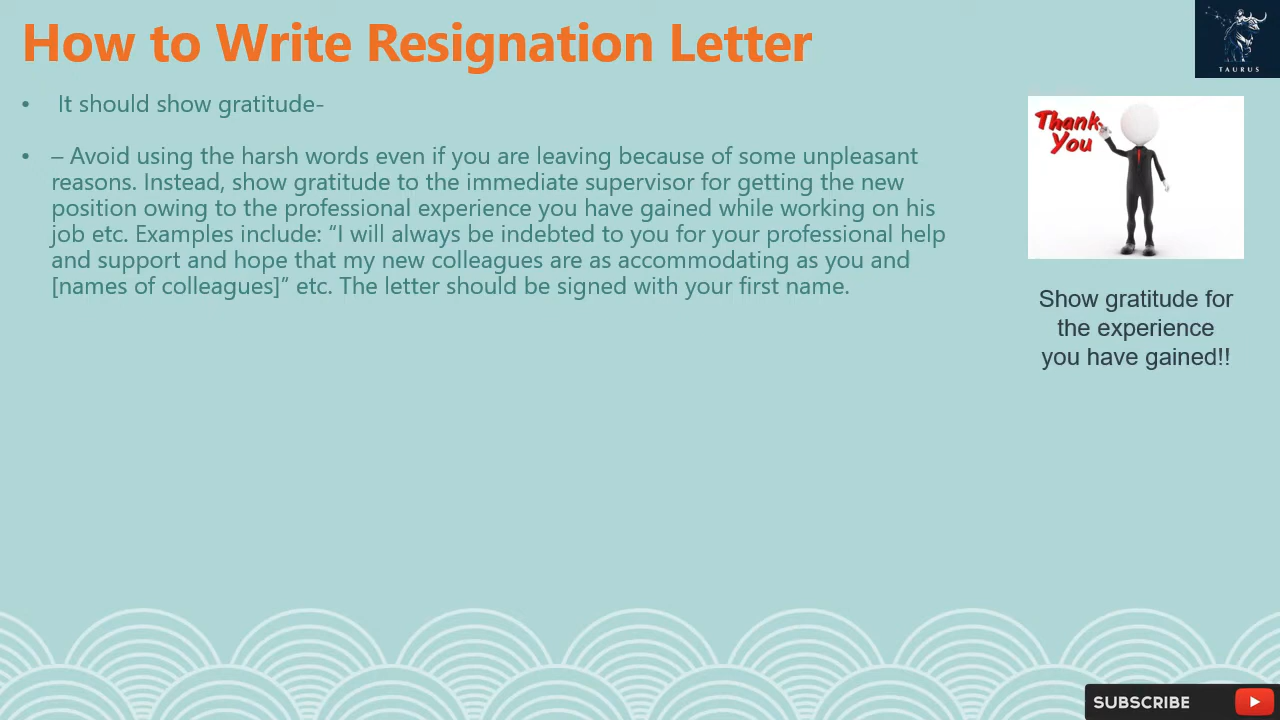 How to Write Resignation Letter
TAURUS
• It should show gratitude-
• – Avoid using the harsh words even if you are leaving because of some unpleasant
reasons. Instead, show gratitude to the immediate supervisor for getting the new
position owing to the professional experience you have gained while working on his
job etc. Examples include: “I will always be indebted to you for your professional help
and support and hope that my new colleagues are as accommodating as you and
[names of colleagues]” etc. The letter should be signed with your first name.
Thank
You
Show gratitude for
the experience
you have gained!!
SUBSCRIBE